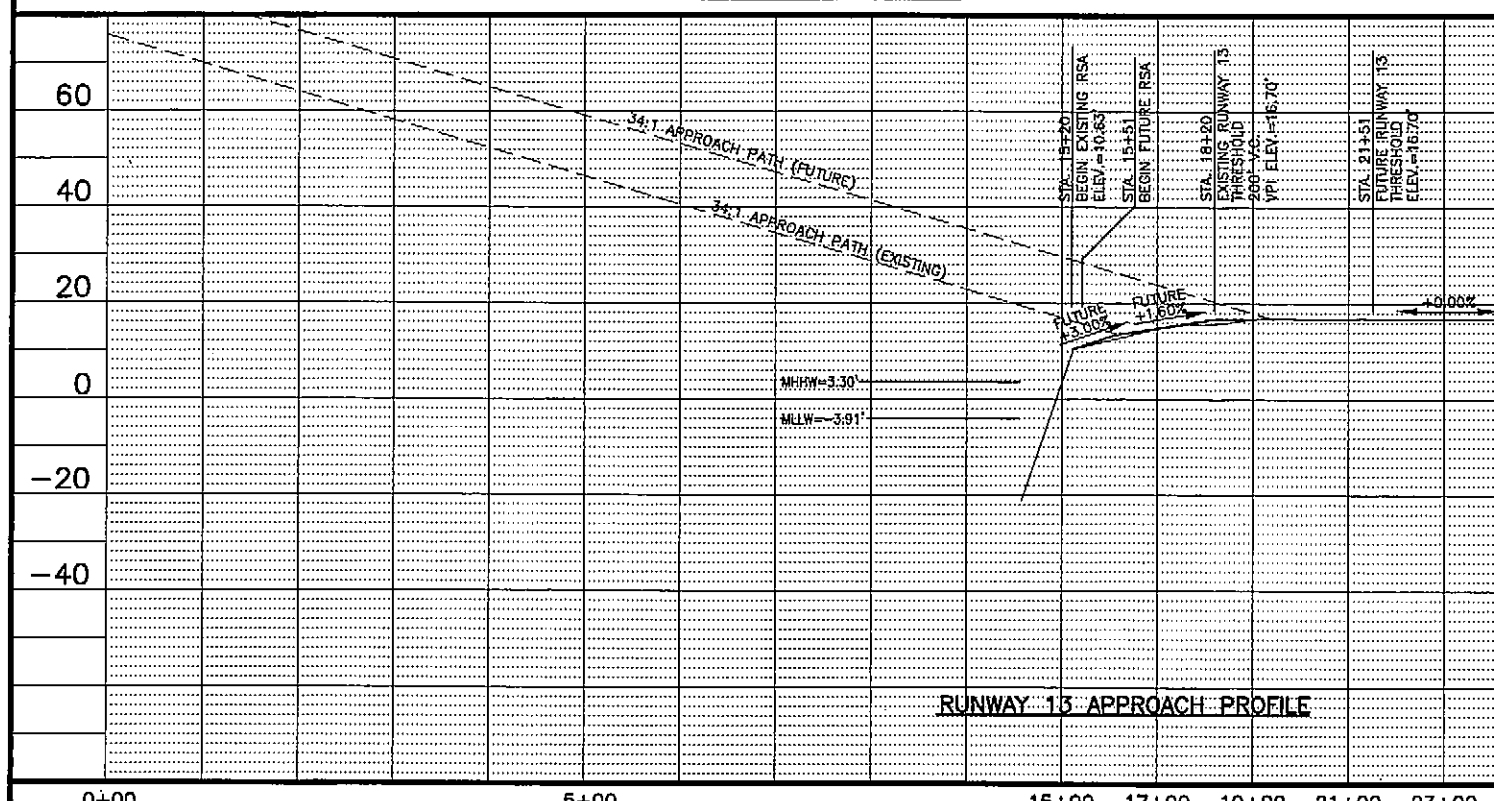 60
40
20
0
-20
-40
34:1 APPROACH PATH (FUTURE)
34:1 APPROACH PATH (EXISTING)
MHHW=3.30'
MLLW=-3.91'
STA. 15+20
BEGIN EXISTING RSA
ELEV.=10.63'
STA. 15+51
BEGIN FUTURE RSA
STA. 18+20
EXISTING RUNWAY 13
THRESHOLD
200' V.C.
VPI ELEV.=16.70'
STA. 21+51
FUTURE RUNWAY 13
THRESHOLD
ELEV.=16.70'
FUTURE
+3.00%
FUTURE
+1.60%
+0.00%
RUNWAY 13 APPROACH PROFILE
0+00
5+00
15+00 17+00 19+00 21+00 23+00